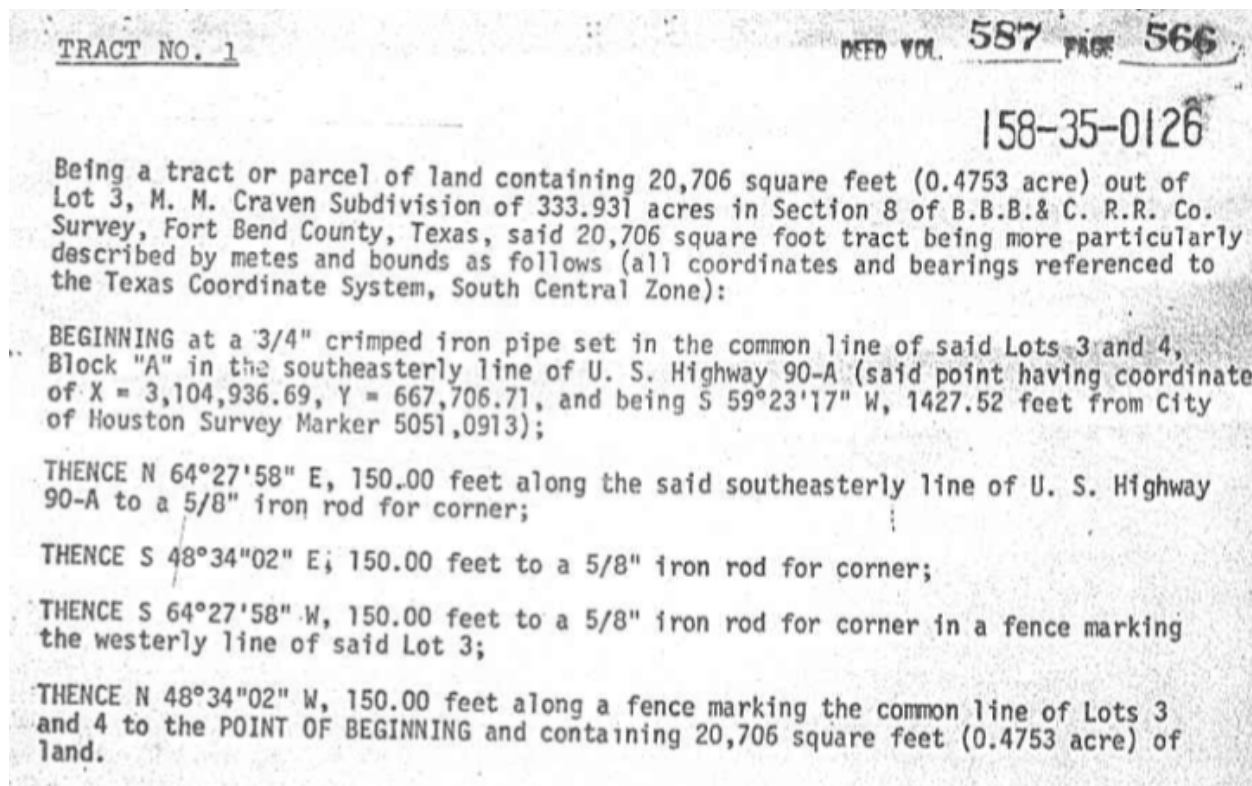 TRACT NO. 1
DEED VOL. 587 PAGE 566
158-35-0126
Being a tract or parcel of land containing 20,706 square feet (0.4753 acre) out of
Lot 3, M. M. Craven Subdivision of 333.931 acres in Section 8 of B.B.B.& C. R.R. Co.
Survey, Fort Bend County, Texas, said 20,706 square foot tract being more particularly
described by metes and bounds as follows (all coordinates and bearings referenced to
the Texas Coordinate System, South Central Zone):
BEGINNING at a 3/4" crimped iron pipe set in the common line of said Lots 3 and 4,
Block "A" in the southeasterly line of U. S. Highway 90-A (said point having coordinate
of X = 3,104,936.69, Y = 667,706.71, and being S 59°23'17" W, 1427.52 feet from City
of Houston Survey Marker 5051,0913);
THENCE N 64°27'58" E, 150.00 feet along the said southeasterly line of U. S. Highway
90-A to a 5/8" iron rod for corner;
THENCE S 48°34"02" E, 150.00 feet to a 5/8" iron rod for corner;
THENCE S 64°27'58" W, 150.00 feet to a 5/8" iron rod for corner in a fence marking
the westerly line of said Lot 3;
THENCE N 48°34"02" W, 150.00 feet along a fence marking the common line of Lots 3
and 4 to the POINT OF BEGINNING and containing 20,706 square feet (0.4753 acre) of
land.